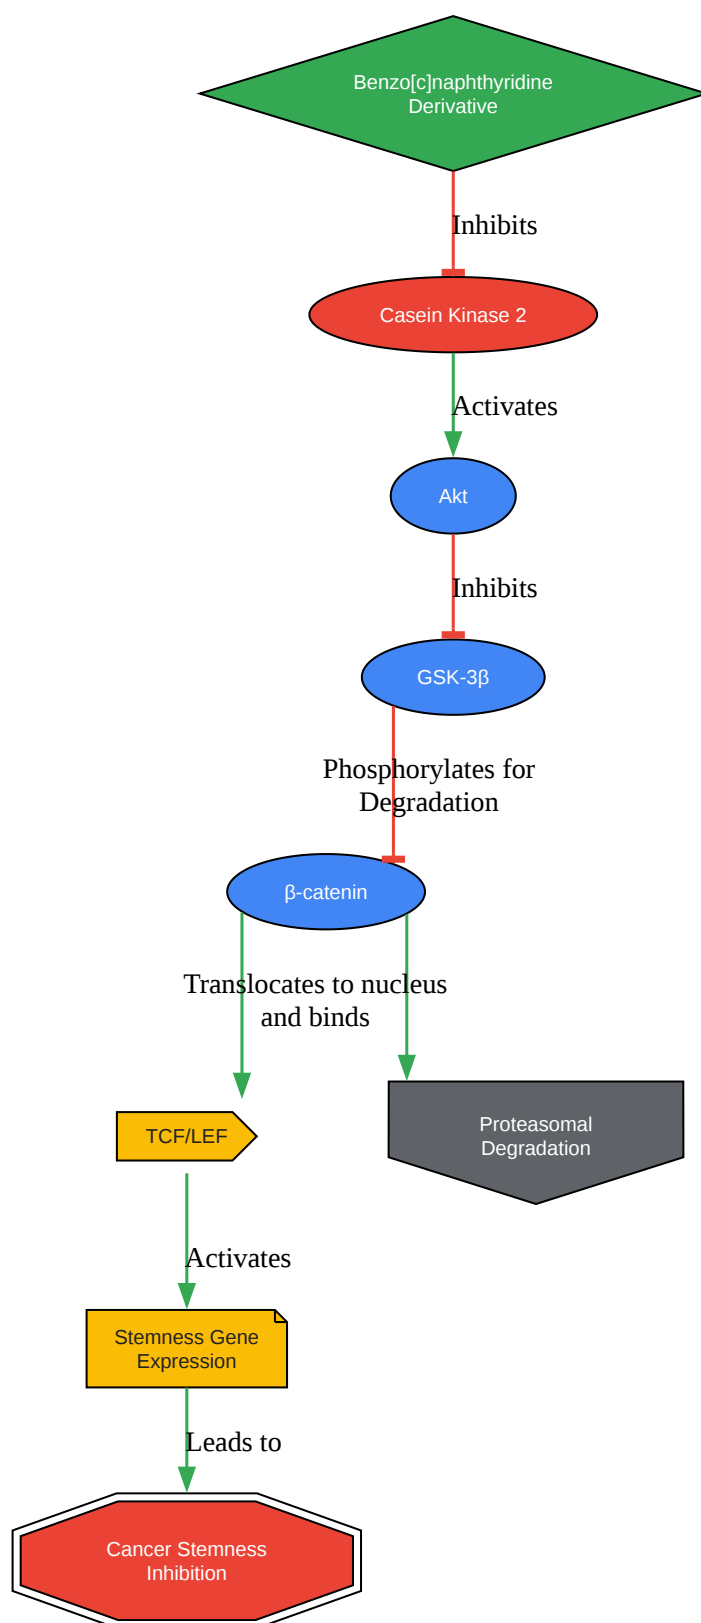 Benzo[c]naphthyridine
Derivative
Inhibits
Casein Kinase 2
Activates
Akt
Inhibits
GSK-3β
Phosphorylates for
Degradation
β-catenin
Translocates to nucleus
and binds
TCF/LEF
Proteasomal
Degradation
Activates
Stemness Gene
Expression
Leads to
Cancer Stemness
Inhibition